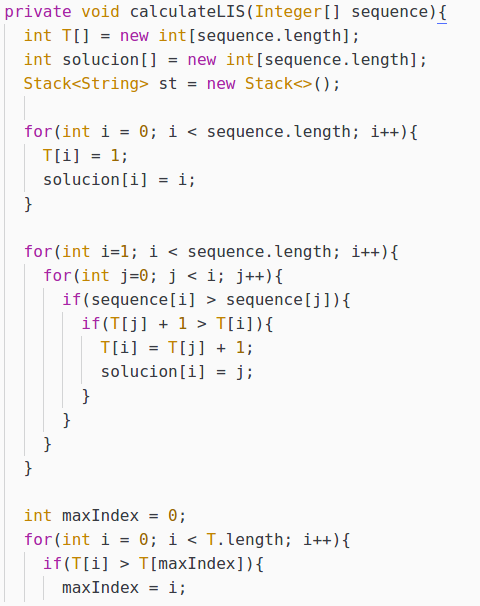 private void calculateLIS(Integer[] sequence){
  int T[] = new int[sequence.length];
  int solucion[] = new int[sequence.length];
  Stack<String> st = new Stack<>();

  for(int i = 0; i < sequence.length; i++){
    T[i] = 1;
    solucion[i] = i;
  }

  for(int i=1; i < sequence.length; i++){
    for(int j=0; j < i; j++){
      if(sequence[i] > sequence[j]){
        if(T[j] + 1 > T[i]){
          T[i] = T[j] + 1;
          solucion[i] = j;
        }
      }
    }
  }

  int maxIndex = 0;
  for(int i = 0; i < T.length; i++){
    if(T[i] > T[maxIndex]){
      maxIndex = i;